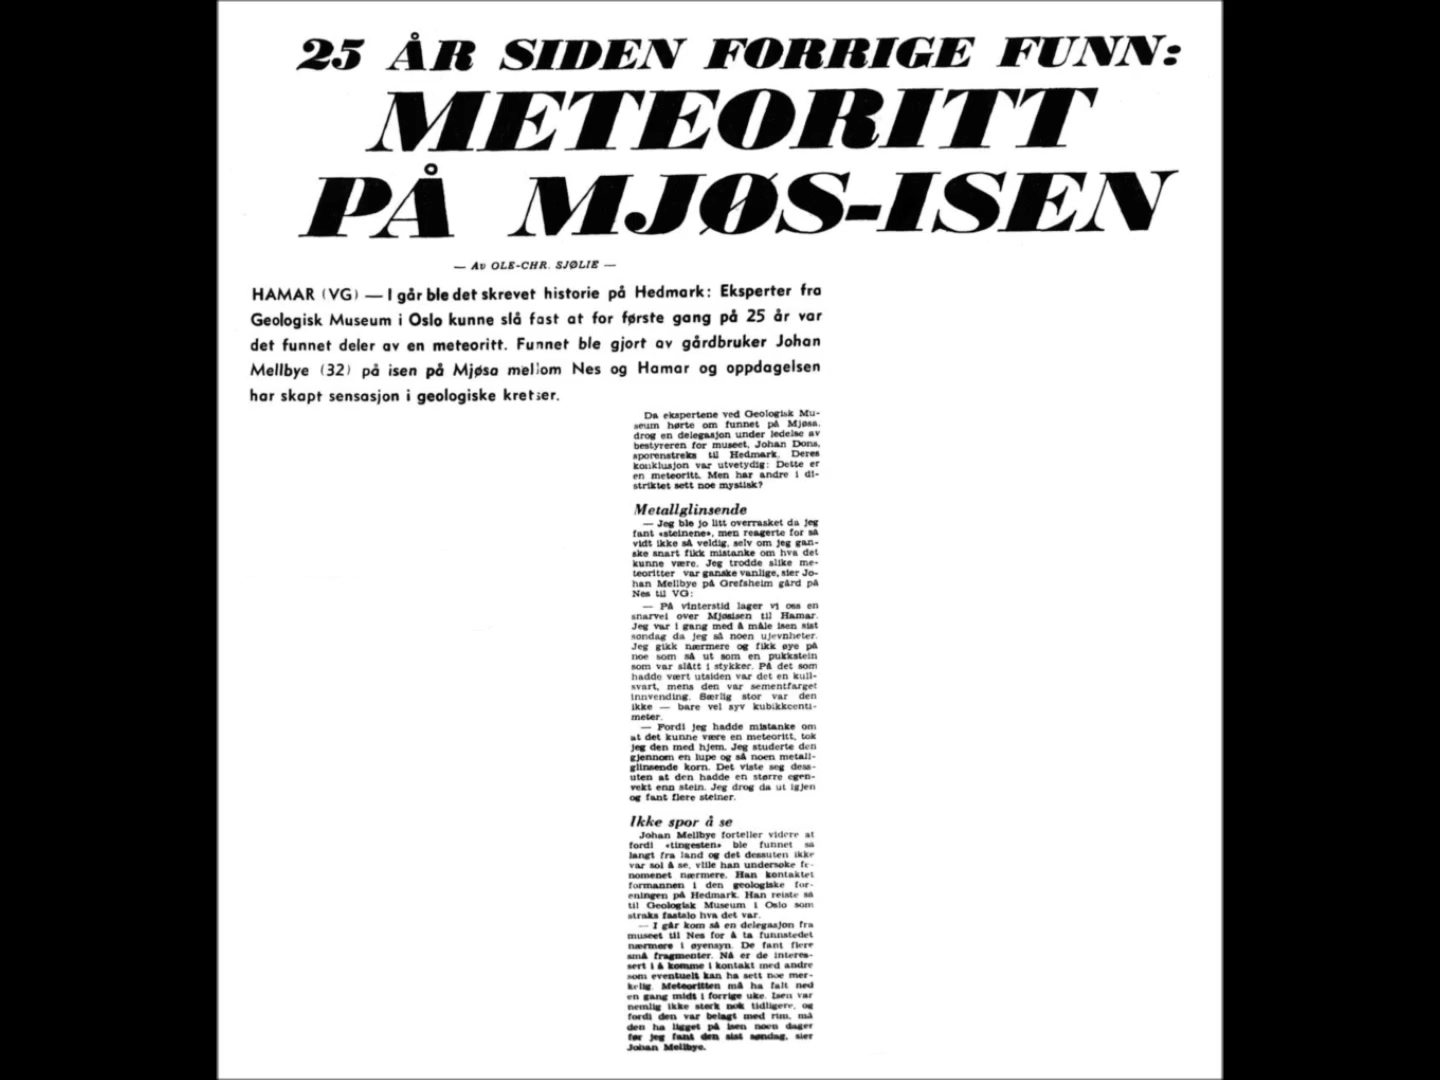 25 ÅR SIDEN FORRIGE FUNN:
METEORITT
PÅ MJØS-ISEN
— Av OLE-CHR. SJØLIE —
HAMAR (VG) — I går ble det skrevet historie på Hedmark: Eksperter fra
Geologisk Museum i Oslo kunne slå fast at for første gang på 25 år var
det funnet deler av en meteoritt. Funnet ble gjort av gårdbruker Johan
Mellbye (32) på isen på Mjøsa mellom Nes og Hamar og oppdagelsen
har skapt sensasjon i geologiske kretser.
Da ekspertene ved Geologisk Mu-
seum hørte om funnet på Mjøsa,
drog en delegasjon under ledelse av
bestyreren for museet, Johan Dons,
sporenstreks til Hedmark. Deres
konklusjon var utvetydig: Dette er
en meteoritt. Men har andre i di-
striktet sett noe mystisk?
Metallglinsende
— Jeg ble jo litt overrasket da jeg
fant «steinene», men reagerte for så
vidt ikke så veldig, selv om jeg gan-
ske snart fikk mistanke om hva det
kunne være. Jeg trodde slike me-
teoritter var ganske vanlige, sier Jo-
han Mellbye på Grefsheim gård på
Nes til VG:
— På vinterstid lager vi oss en
snarvei over Mjøsisen til Hamar.
Jeg var i gang med å måle isen sist
søndag da jeg så noen ujevnheter.
Jeg gikk nærmere og fikk øye på
noe som så ut som en pukkstein
som var slått i stykker. På det som
hadde vært utsiden var det en kull-
svart, mens den var sementfarget
innvending. Særlig stor var den
ikke — bare vel syv kubikkcenti-
meter.
— Fordi jeg hadde mistanke om
at det kunne være en meteoritt, tok
jeg den med hjem. Jeg studerte den
gjennom en lupe og så noen metall-
glinsende korn. Det viste seg dess-
uten at den hadde en større egen-
vekt enn stein. Jeg drog da ut igjen
og fant flere steiner.
Ikke spor å se
Johan Mellbye forteller videre at
fordi «tingesten» ble funnet så
langt fra land og det dessuten ikke
var sol å se, ville han undersøke fe-
nomenet nærmere. Han kontaktet
formannen i den geologiske for-
eningen på Hedmark. Han reiste så
til Geologisk Museum i Oslo som
straks fastslo hva det var.
— I går kom så en delegasjon fra
museet til Nes for å ta funnstedet
nærmere i øyensyn. De fant flere
små fragmenter. Nå er de interes-
sert i å komme i kontakt med andre
som eventuelt kan ha sett noe mer-
kelig. Meteoritten må ha falt ned
en gang midt i forrige uke. Isen var
nemlig ikke sterk nok tidligere, og
fordi den var belagt med rim, må
den ha ligget på isen noen dager
før jeg fant den sist søndag, sier
Johan Mellbye.